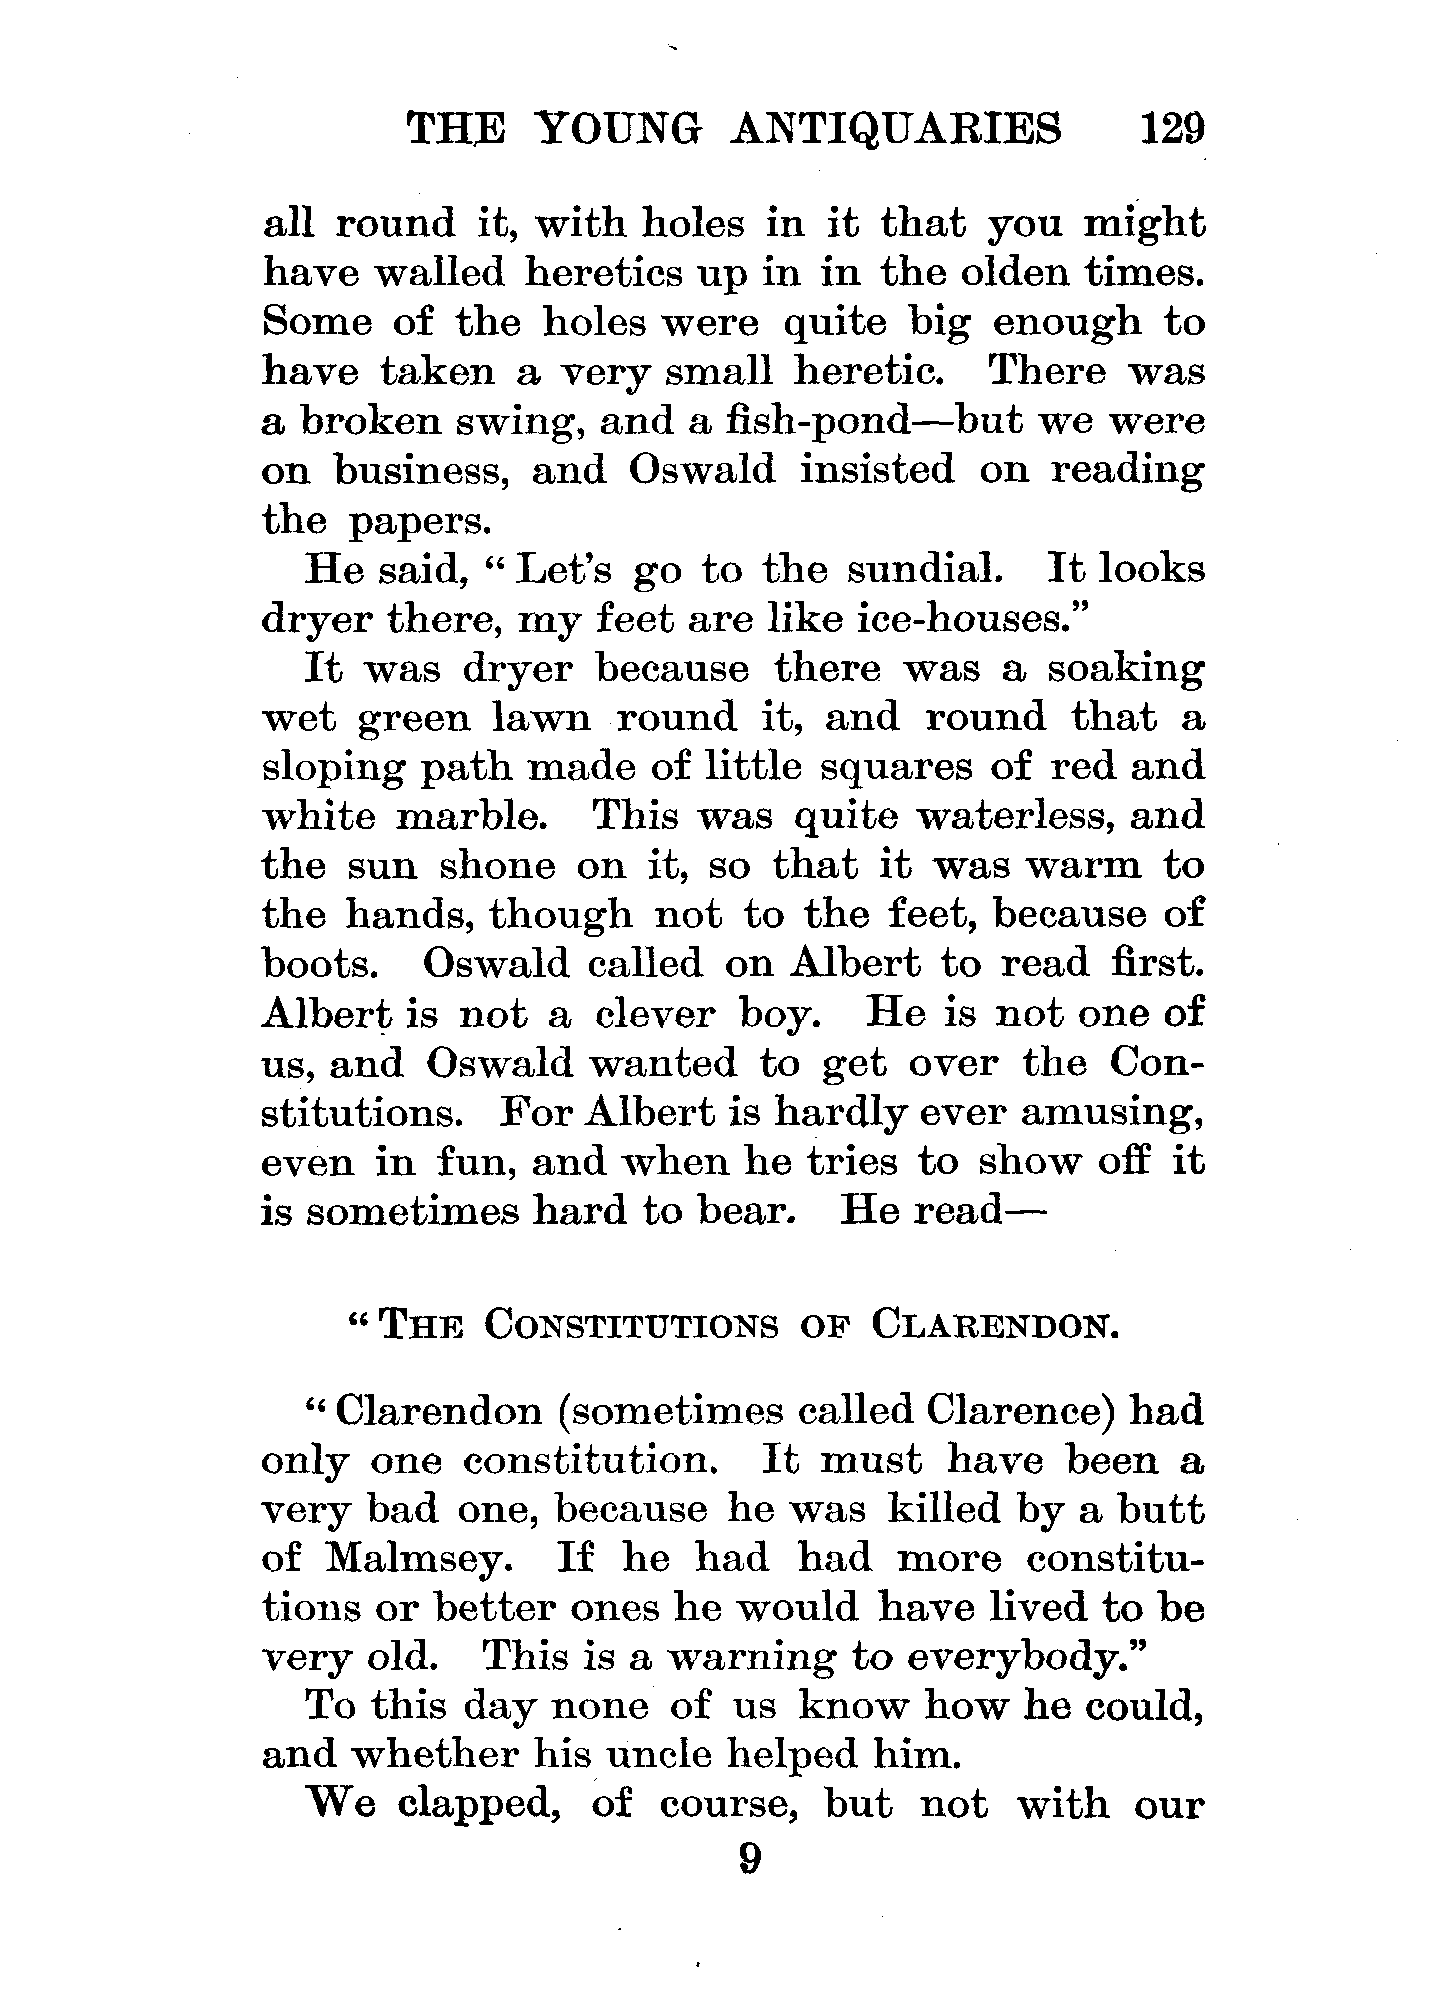 THE YOUNG ANTIQUARIES 129
all round it, with holes in it that you might
have walled heretics up in in the olden times.
Some of the holes were quite big enough to
have taken a very small heretic. There was
a broken swing, and a fish-pond—but we were
on business, and Oswald insisted on reading
the papers.
He said, “Let’s go to the sundial. It looks
dryer there, my feet are like ice-houses.”
It was dryer because there was a soaking
wet green lawn round it, and round that a
sloping path made of little squares of red and
white marble. This was quite waterless, and
the sun shone on it, so that it was warm to
the hands, though not to the feet, because of
boots. Oswald called on Albert to read first.
Albert is not a clever boy. He is not one of
us, and Oswald wanted to get over the Con-
stitutions. For Albert is hardly ever amusing,
even in fun, and when he tries to show off it
is sometimes hard to bear. He read—
“THE CONSTITUTIONS OF CLARENDON.
“Clarendon (sometimes called Clarence) had
only one constitution. It must have been a
very bad one, because he was killed by a butt
of Malmsey. If he had had more constitu-
tions or better ones he would have lived to be
very old. This is a warning to everybody.”
To this day none of us know how he could,
and whether his uncle helped him.
We clapped, of course, but not with our
9